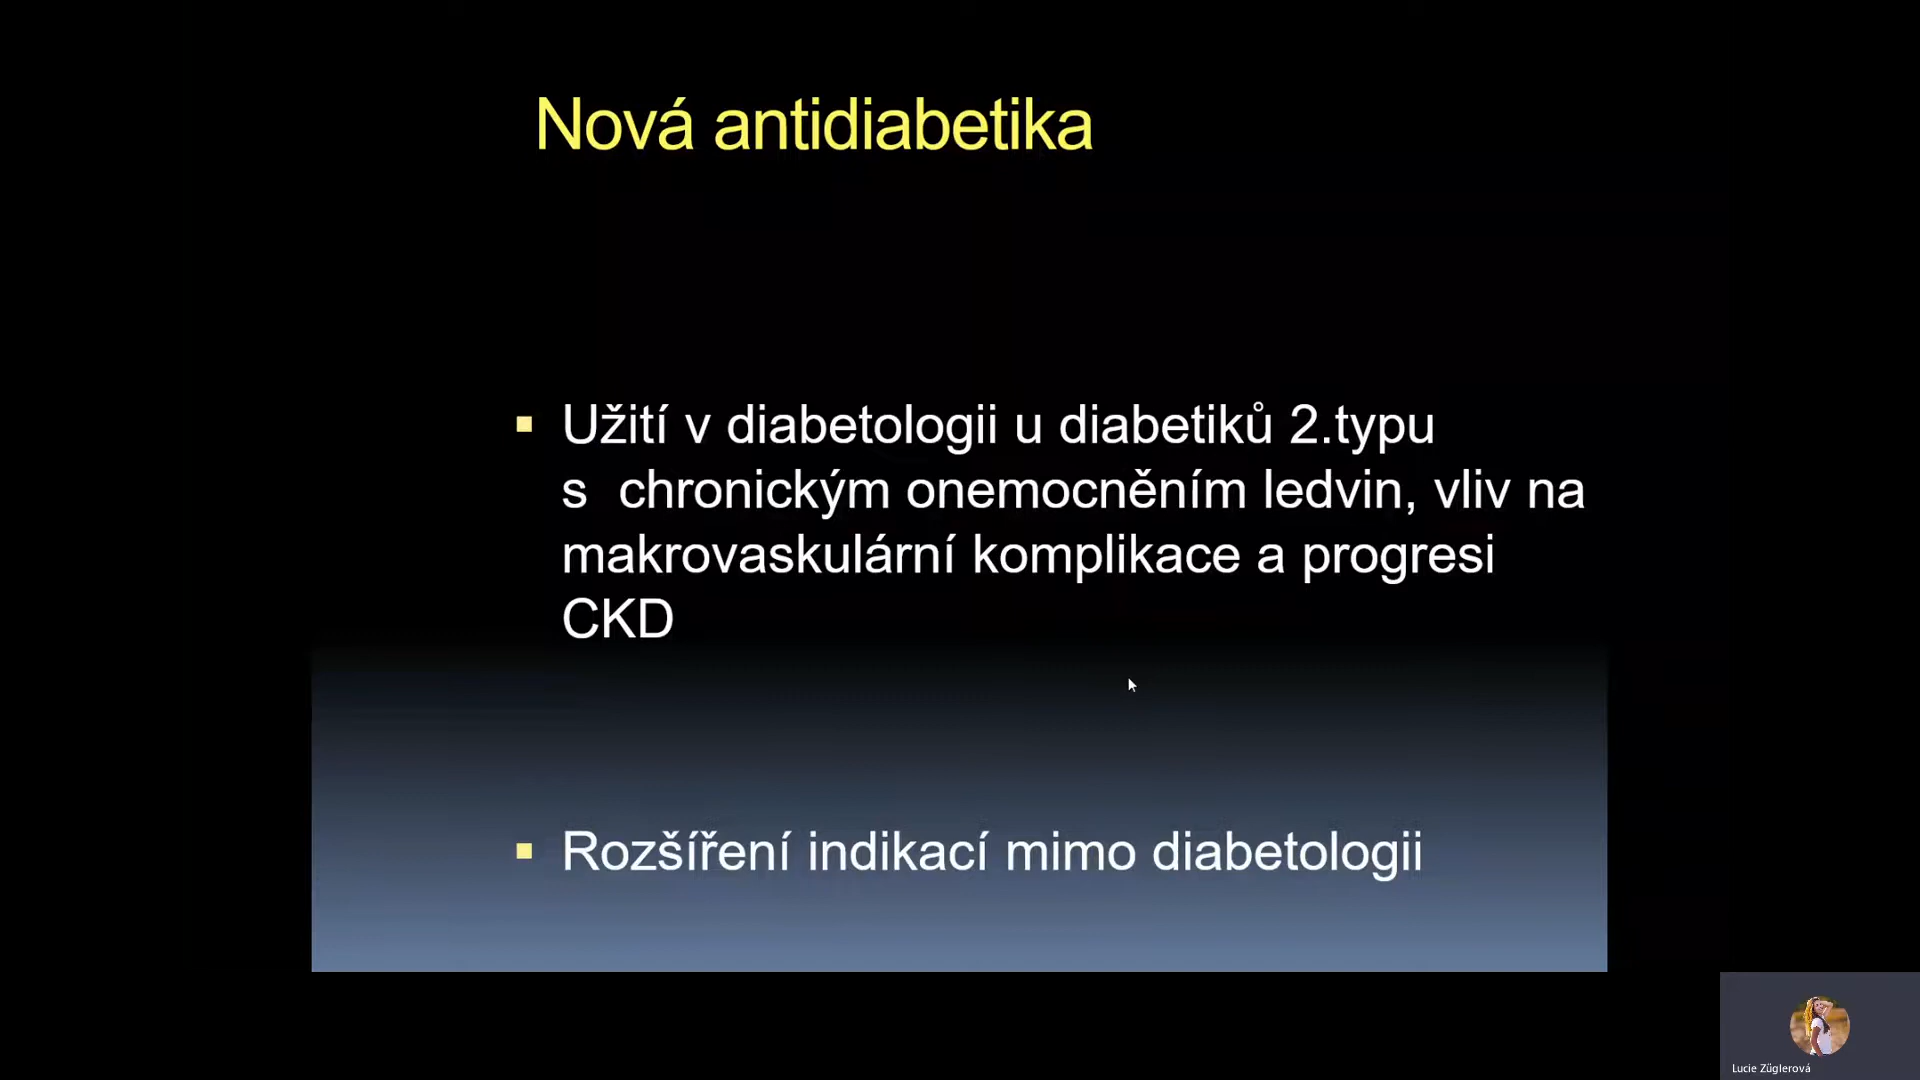 Nová antidiabetika
▪ Užití v diabetologii u diabetiků 2.typu
s chronickým onemocněním ledvin, vliv na
makrovaskulární komplikace a progresi
CKD
▪ Rozšíření indikací mimo diabetologii
Lucie Zűglerová